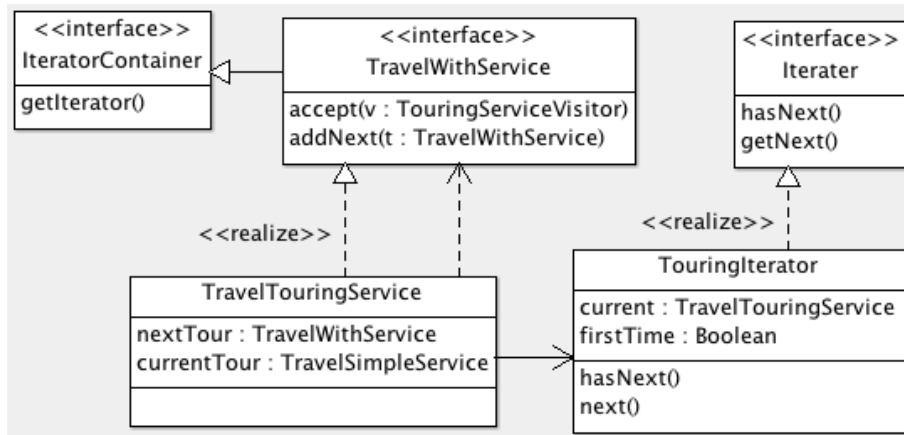 <<interface>>
IteratorContainer
getIterator()
<<interface>>
TravelWithService
accept(v : TouringServiceVisitor)
addNext(t : TravelWithService)
<<interface>>
Iterater
hasNext()
getNext()
<<realize>>
<<realize>>
TravelTouringService
nextTour : TravelWithService
currentTour : TravelSimpleService
TouringIterator
current : TravelTouringService
firstTime : Boolean
hasNext()
next()